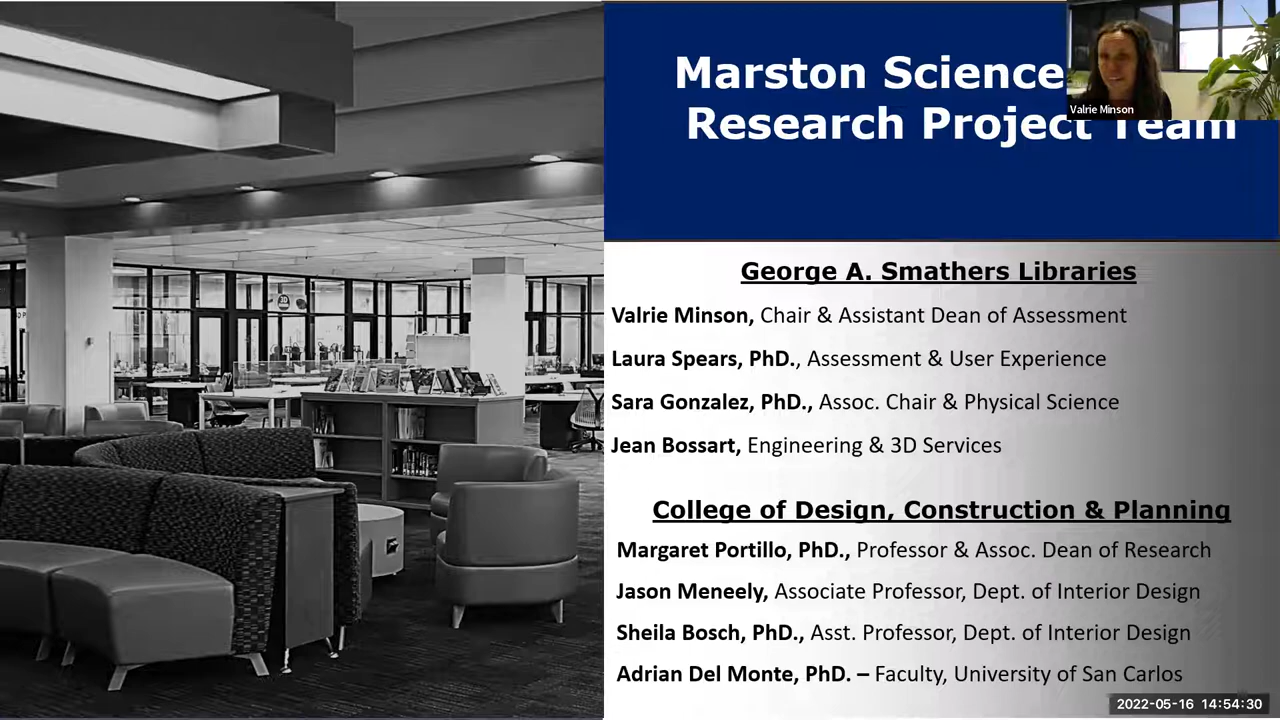 Marston Science
Research Project Team
Valrie Minson
George A. Smathers Libraries
Valrie Minson, Chair & Assistant Dean of Assessment
Laura Spears, PhD., Assessment & User Experience
Sara Gonzalez, PhD., Assoc. Chair & Physical Science
Jean Bossart, Engineering & 3D Services
College of Design, Construction & Planning
Margaret Portillo, PhD., Professor & Assoc. Dean of Research
Jason Meneely, Associate Professor, Dept. of Interior Design
Sheila Bosch, PhD., Asst. Professor, Dept. of Interior Design
Adrian Del Monte, PhD. – Faculty, University of San Carlos
2022-05-16 14:54:30
3D